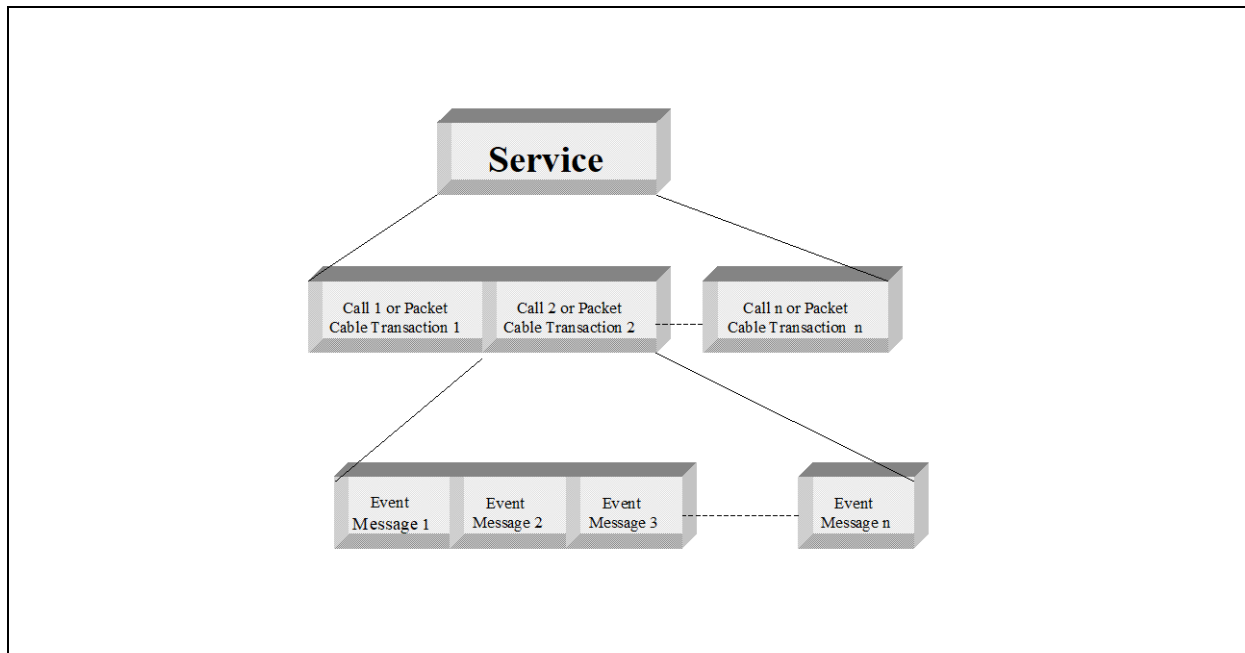 Service
Call 1 or Packet
Cable Transaction 1
Call 2 or Packet
Cable Transaction 2
Call n or Packet
Cable Transaction n
Event
Message 1
Event
Message 2
Event
Message 3
Event
Message n